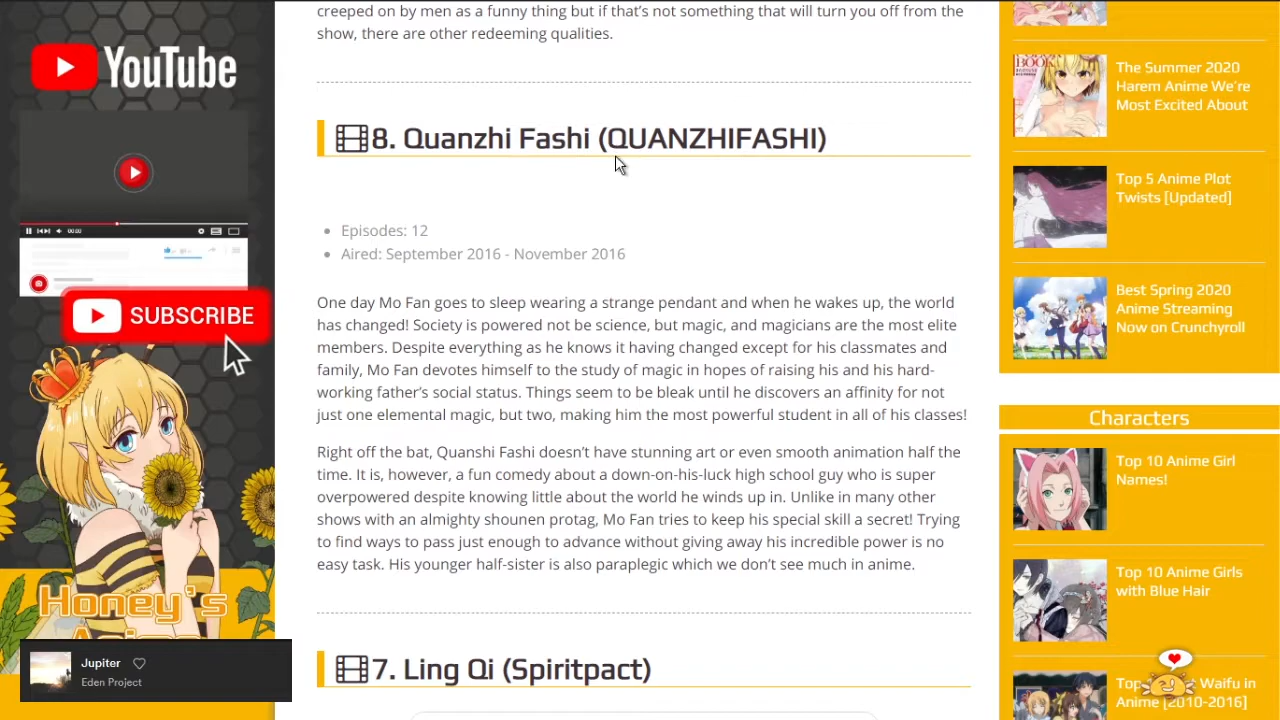 YouTube
00:00
SUBSCRIBE
Honey's
Anime
Jupiter
Eden Project
creeped on by men as a funny thing but if that's not something that will turn you off from the
show, there are other redeeming qualities.
8. Quanzhi Fashi (QUANZHIFASHI)
Episodes: 12
Aired: September 2016 - November 2016
One day Mo Fan goes to sleep wearing a strange pendant and when he wakes up, the world
has changed! Society is powered not be science, but magic, and magicians are the most elite
members. Despite everything as he knows it having changed except for his classmates and
family, Mo Fan devotes himself to the study of magic in hopes of raising his and his hard-
working father's social status. Things seem to be bleak until he discovers an affinity for not
just one elemental magic, but two, making him the most powerful student in all of his classes!
Right off the bat, Quanshi Fashi doesn't have stunning art or even smooth animation half the
time. It is, however, a fun comedy about a down-on-his-luck high school guy who is super
overpowered despite knowing little about the world he winds up in. Unlike in many other
shows with an almighty shounen protag, Mo Fan tries to keep his special skill a secret! Trying
to find ways to pass just enough to advance without giving away his incredible power is no
easy task. His younger half-sister is also paraplegic which we don't see much in anime.
7. Ling Qi (Spiritpact)
BOOK
The Summer 2020
Harem Anime We're
Most Excited About
Top 5 Anime Plot
Twists [Updated]
Best Spring 2020
Anime Streaming
Now on Crunchyroll
Characters
Top 10 Anime Girl
Names!
Top 10 Anime Girls
with Blue Hair
Waifu in
Anime [2010-2016]